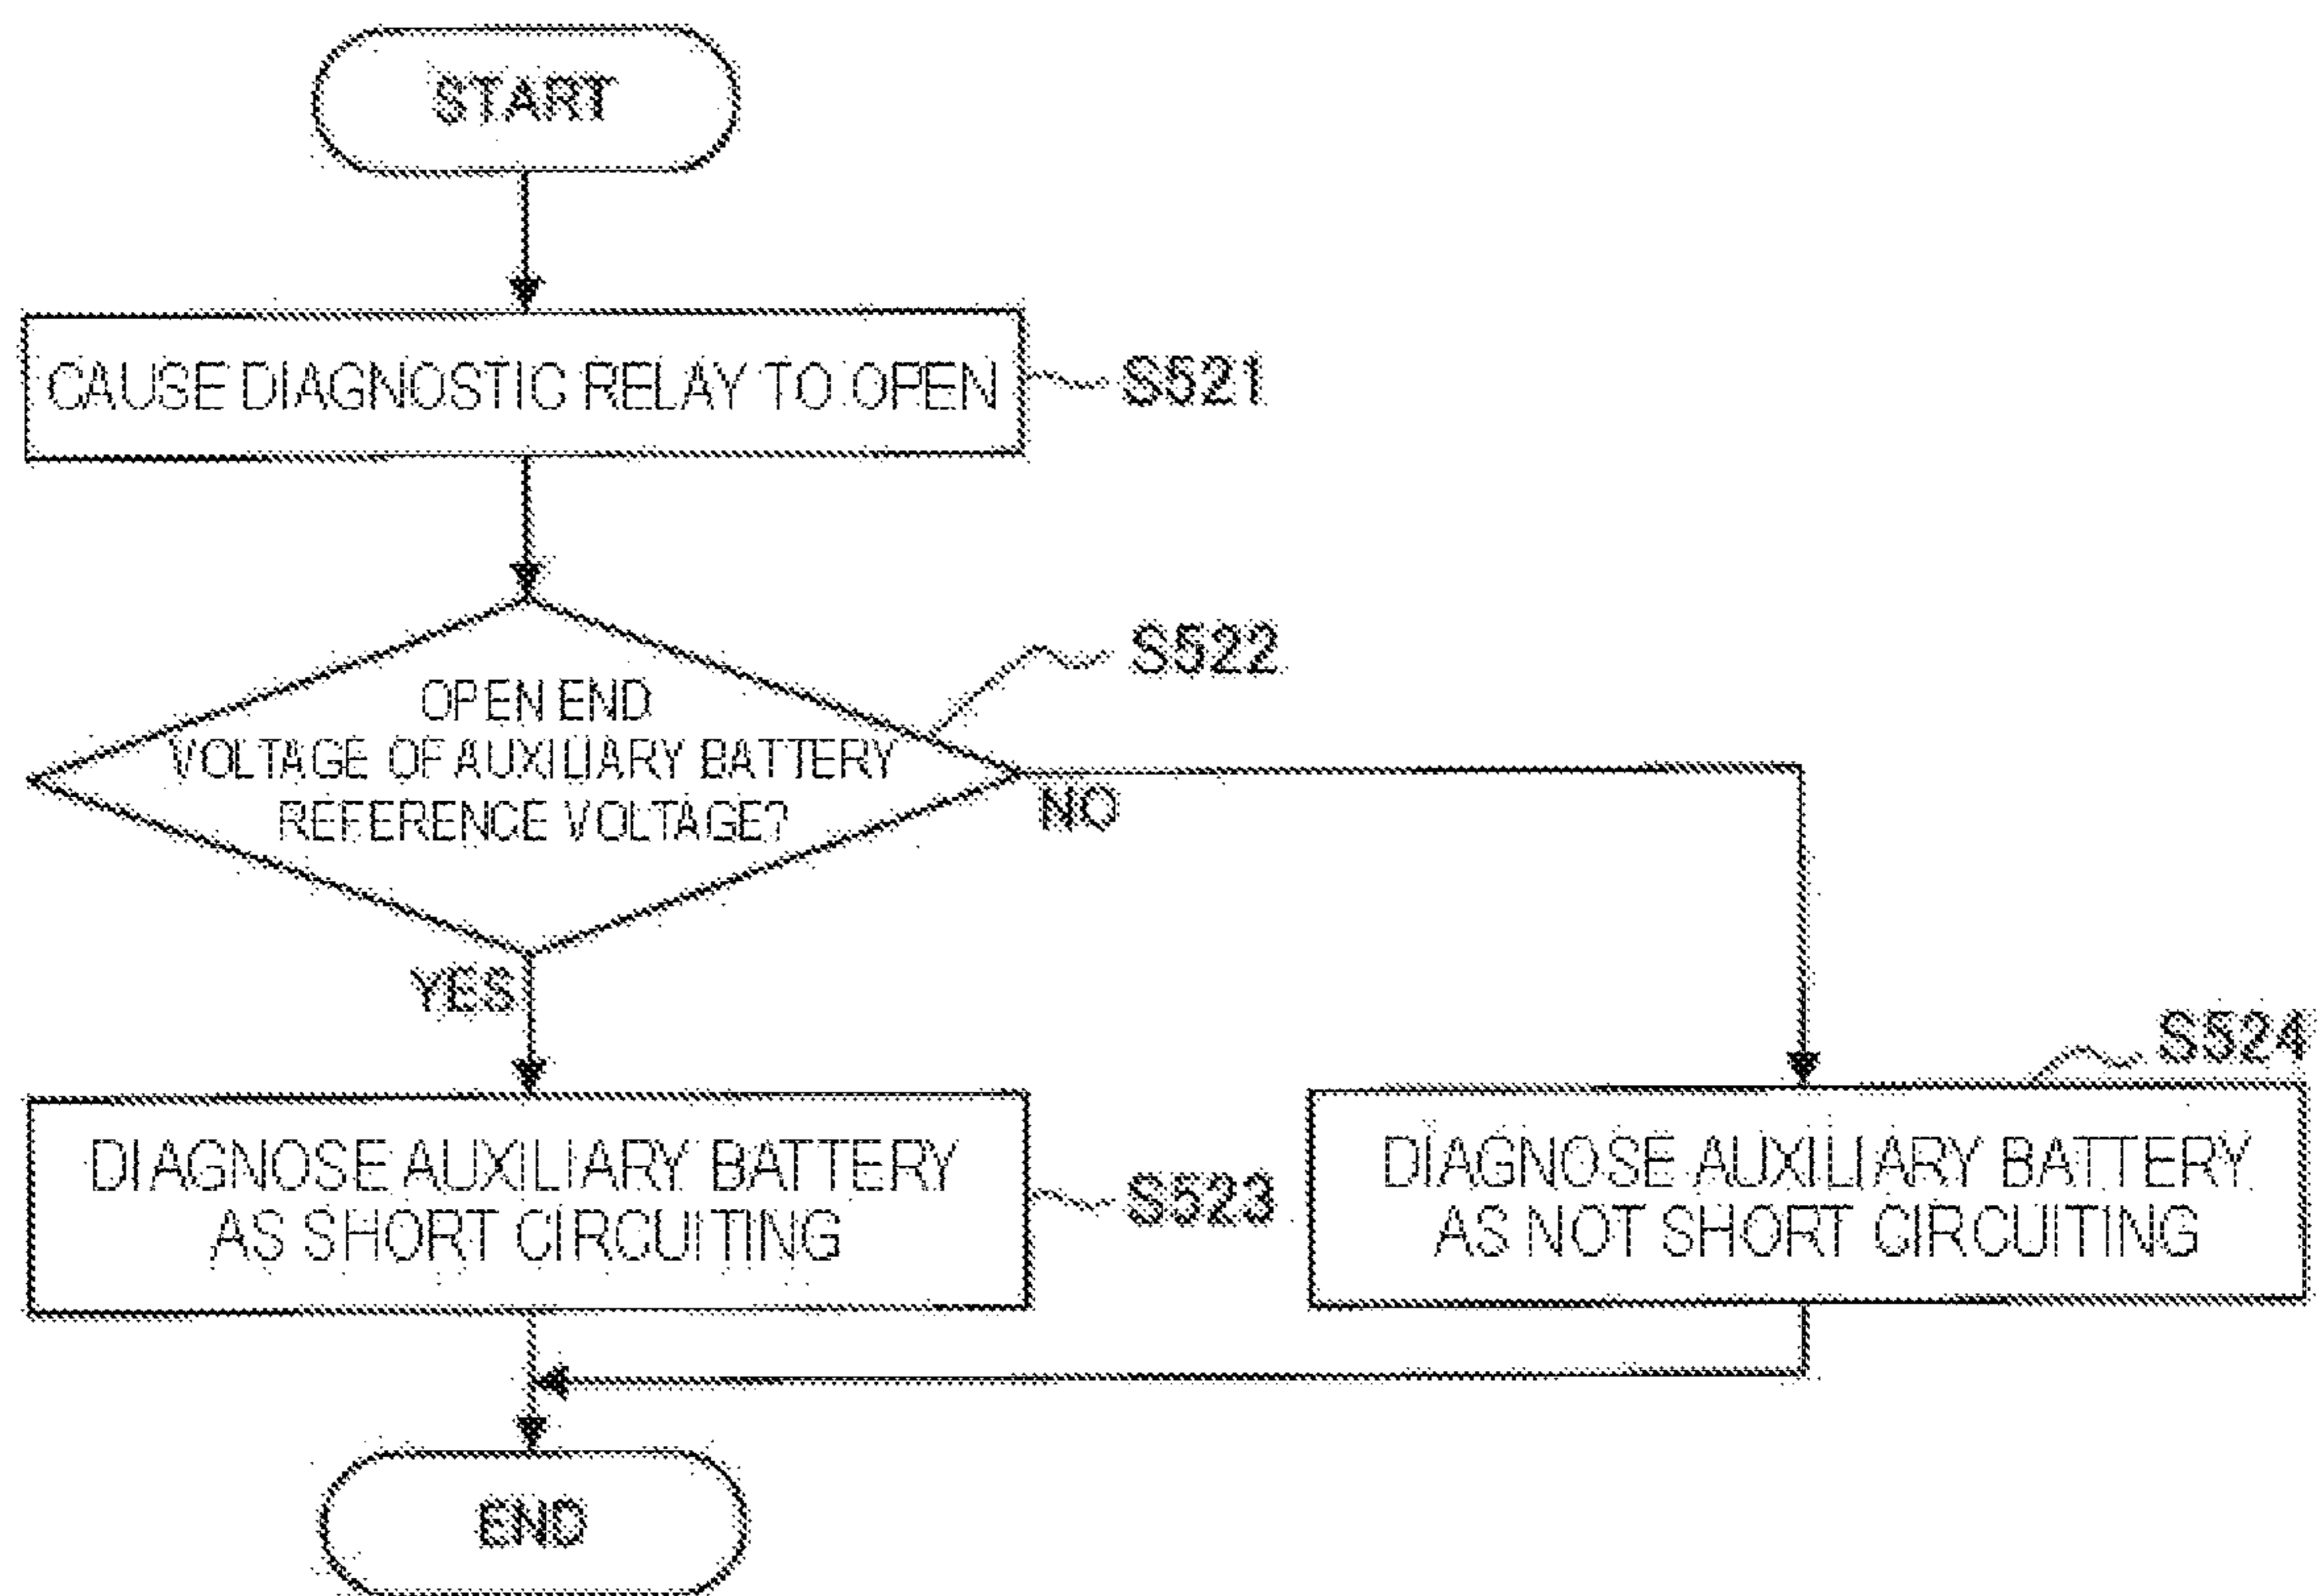 START
CAUSE DIAGNOSTIC RELAY TO OPEN
S521
S522
OPEN END
VOLTAGE OF AUXILIARY BATTERY
REFERENCE VOLTAGE?
NO
YES
S524
DIAGNOSE AUXILIARY BATTERY
AS SHORT CIRCUITING
S523
DIAGNOSE AUXILIARY BATTERY
AS NOT SHORT CIRCUITING
END